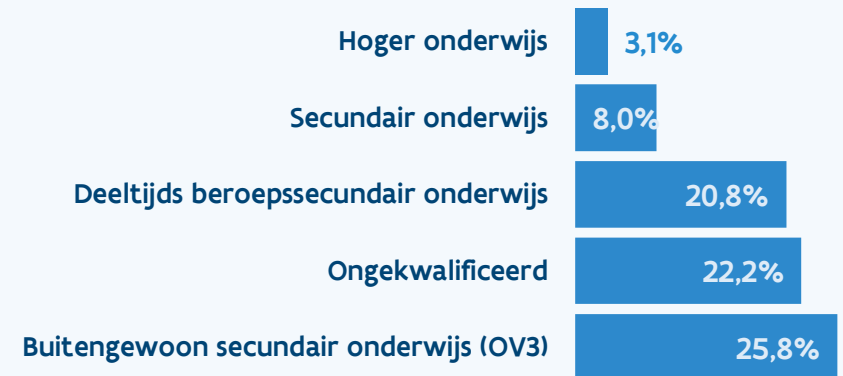 Hoger onderwijs 3,1%
Secundair onderwijs 8,0%
Deeltijds beroepssecundair onderwijs 20,8%
Ongekwalificeerd 22,2%
Buitengewoon secundair onderwijs (OV3) 25,8%